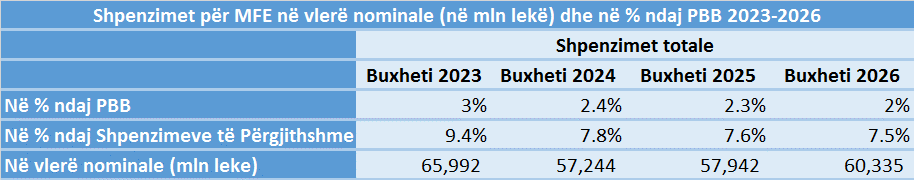 Shpenzimet për MFE në vlerë nominale (në mln lekë) dhe në % ndaj PBB 2023-2026
Shpenzimet totale
Buxheti 2023 Buxheti 2024 Buxheti 2025 Buxheti 2026
Në % ndaj PBB 3% 2.4% 2.3% 2%
Në % ndaj Shpenzimeve të Përgjithshme 9.4% 7.8% 7.6% 7.5%
Në vlerë nominale (mln leke) 65,992 57,244 57,942 60,335